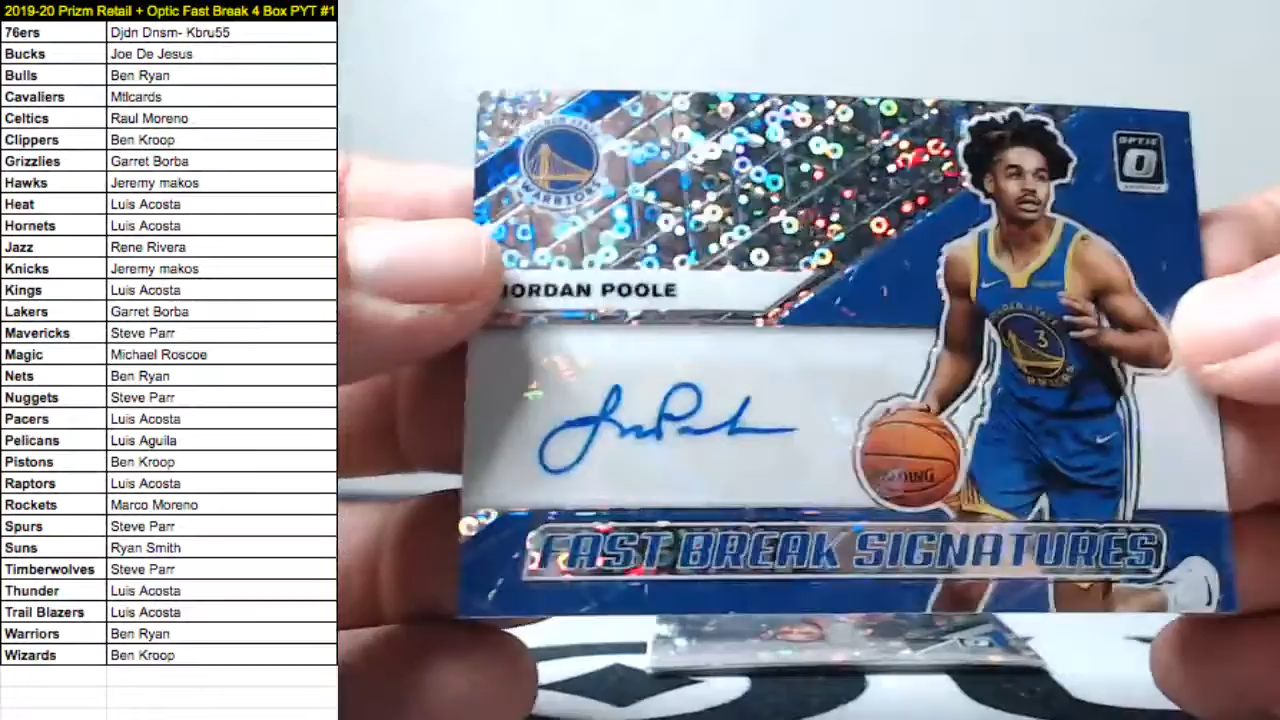 2019-20 Prizm Retail + Optic Fast Break 4 Box PYT #1
76ers Djdn Dnsm- Kbru55
Bucks Joe De Jesus
Bulls Ben Ryan
Cavaliers Mtlcards
Celtics Raul Moreno
Clippers Ben Kroop
Grizzlies Garret Borba
Hawks Jeremy makos
Heat Luis Acosta
Hornets Luis Acosta
Jazz Rene Rivera
Knicks Jeremy makos
Kings Luis Acosta
Lakers Garret Borba
Mavericks Steve Parr
Magic Michael Roscoe
Nets Ben Ryan
Nuggets Steve Parr
Pacers Luis Acosta
Pelicans Luis Aguila
Pistons Ben Kroop
Raptors Luis Acosta
Rockets Marco Moreno
Spurs Steve Parr
Suns Ryan Smith
Timberwolves Steve Parr
Thunder Luis Acosta
Trail Blazers Luis Acosta
Warriors Ben Ryan
Wizards Ben Kroop
WARRIORS
OPTIC
JORDAN POOLE
3
FAST BREAK SIGNATURES